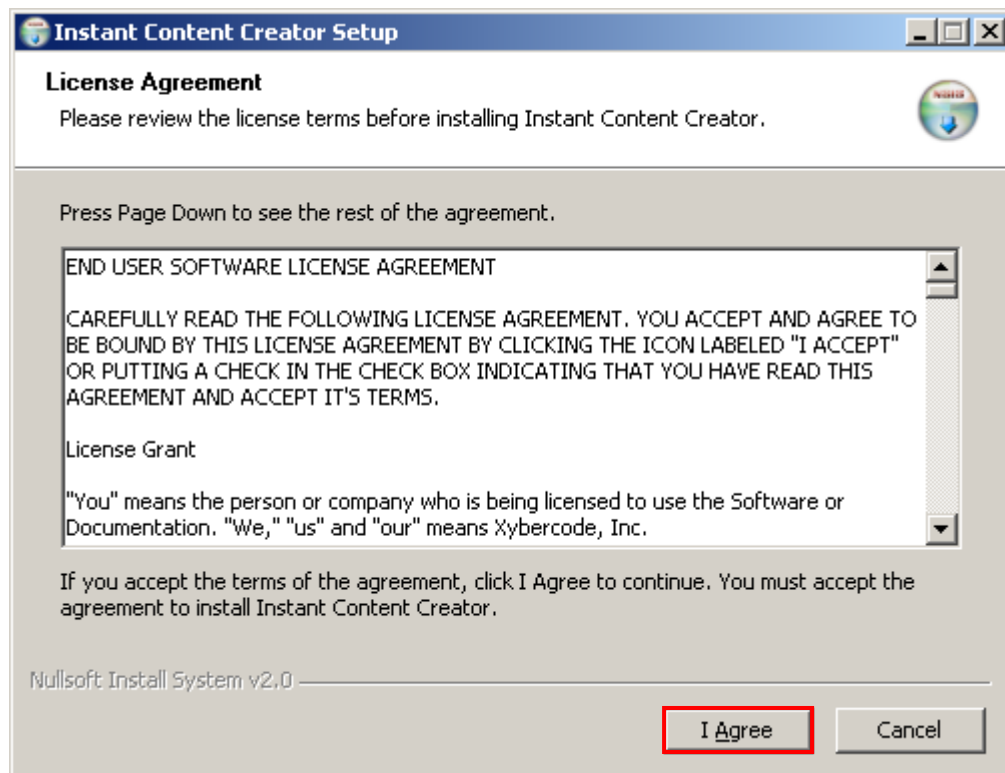 Instant Content Creator Setup
License Agreement
Please review the license terms before installing Instant Content Creator.
Press Page Down to see the rest of the agreement.
END USER SOFTWARE LICENSE AGREEMENT
CAREFULLY READ THE FOLLOWING LICENSE AGREEMENT. YOU ACCEPT AND AGREE TO
BE BOUND BY THIS LICENSE AGREEMENT BY CLICKING THE ICON LABELED "I ACCEPT"
OR PUTTING A CHECK IN THE CHECK BOX INDICATING THAT YOU HAVE READ THIS
AGREEMENT AND ACCEPT IT'S TERMS.
License Grant
"You" means the person or company who is being licensed to use the Software or
Documentation. "We," "us" and "our" means Xybercode, Inc.
If you accept the terms of the agreement, click I Agree to continue. You must accept the
agreement to install Instant Content Creator.
Nullsoft Install System v2.0
I Agree
Cancel